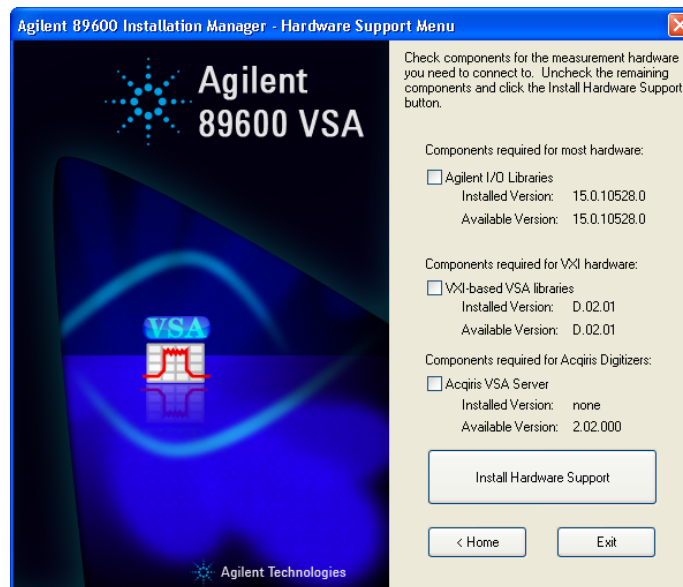 Agilent 89600 Installation Manager - Hardware Support Menu
Agilent
89600 VSA
VSA
Agilent Technologies
Check components for the measurement hardware
you need to connect to. Uncheck the remaining
components and click the Install Hardware Support
button.
Components required for most hardware:
Agilent I/O Libraries
Installed Version: 15.0.10528.0
Available Version: 15.0.10528.0
Components required for VXI hardware:
VXI-based VSA libraries
Installed Version: D.02.01
Available Version: D.02.01
Components required for Acqiris Digitizers:
Acqiris VSA Server
Installed Version: none
Available Version: 2.02.000
Install Hardware Support
< Home
Exit